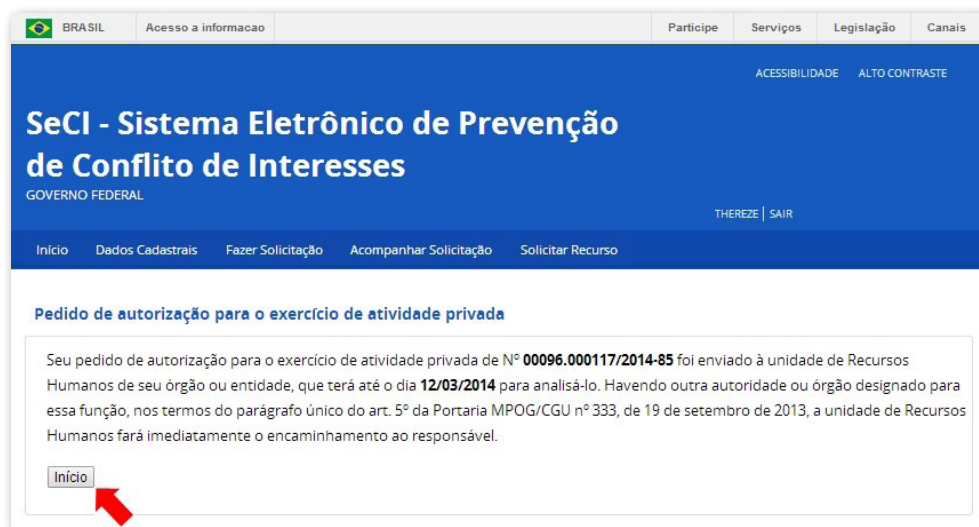 BRASIL Acesso a informacao Participe Serviços Legislação Canais
ACESSIBILIDADE ALTO CONTRASTE
SeCI - Sistema Eletrônico de Prevenção
de Conflito de Interesses
GOVERNO FEDERAL
THEREZE | SAIR
Início Dados Cadastrais Fazer Solicitação Acompanhar Solicitação Solicitar Recurso
Pedido de autorização para o exercício de atividade privada
Seu pedido de autorização para o exercício de atividade privada de Nº 00096.000117/2014-85 foi enviado à unidade de Recursos
Humanos de seu órgão ou entidade, que terá até o dia 12/03/2014 para analisá-lo. Havendo outra autoridade ou órgão designado para
essa função, nos termos do parágrafo único do art. 5º da Portaria MPOG/CGU nº 333, de 19 de setembro de 2013, a unidade de Recursos
Humanos fará imediatamente o encaminhamento ao responsável.
Início